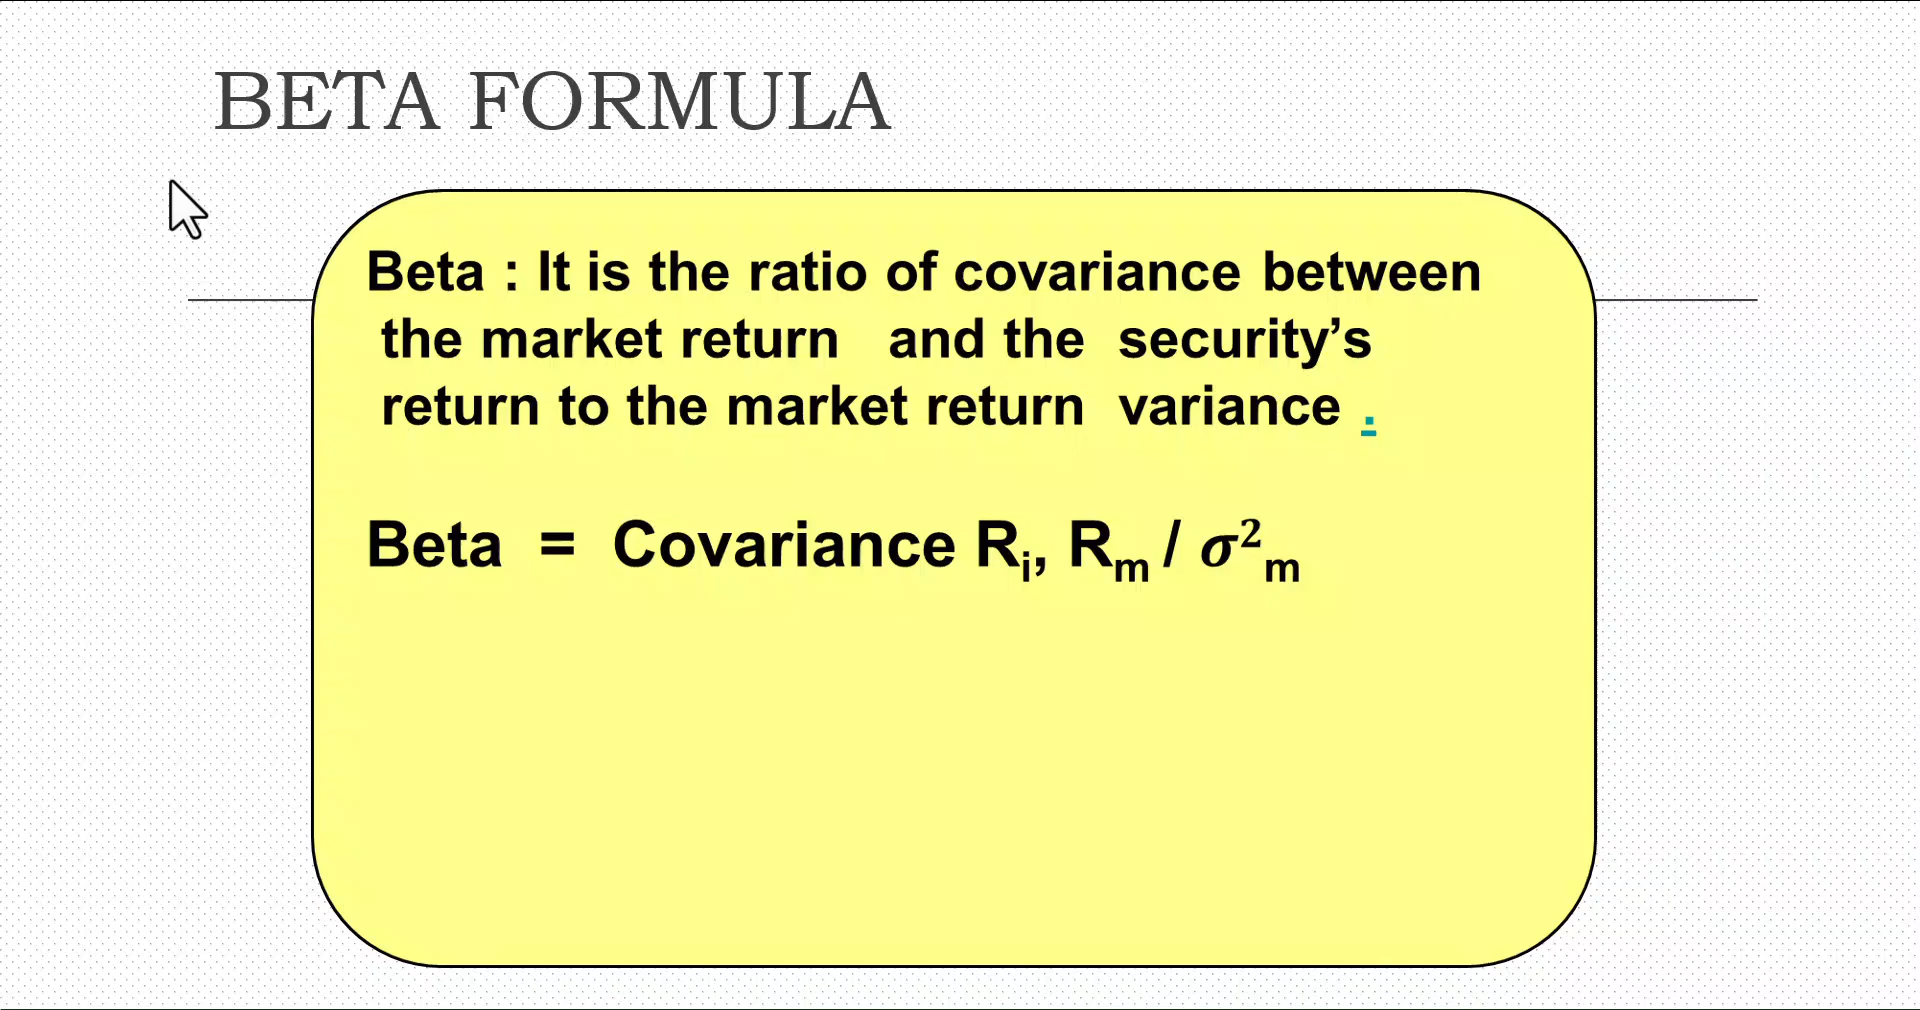 BETA FORMULA
Beta : It is the ratio of covariance between
the market return and the security’s
return to the market return variance .
Beta = Covariance Rᵢ, Rₘ / σ²ₘ